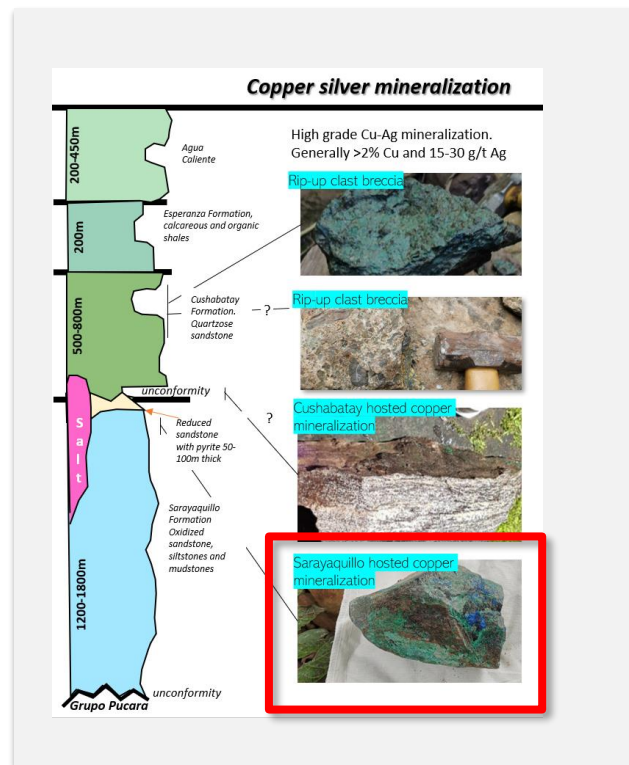 Copper silver mineralization
200-450m
Agua
Caliente
High grade Cu-Ag mineralization.
Generally >2% Cu and 15-30 g/t Ag
Rip-up clast breccia
200m
Esperanza Formation,
calcareous and organic
shales
500-800m
Cushabatay
Formation.
Quartzose
sandstone
?
Rip-up clast breccia
unconformity
Salt
Reduced
sandstone
with pyrite 50-
100m thick
?
Cushabatay hosted copper
mineralization
1200-1800m
Sarayaquillo
Formation
Oxidized
sandstone,
siltstones and
mudstones
Sarayaquillo hosted copper
mineralization
unconformity
Grupo Pucara